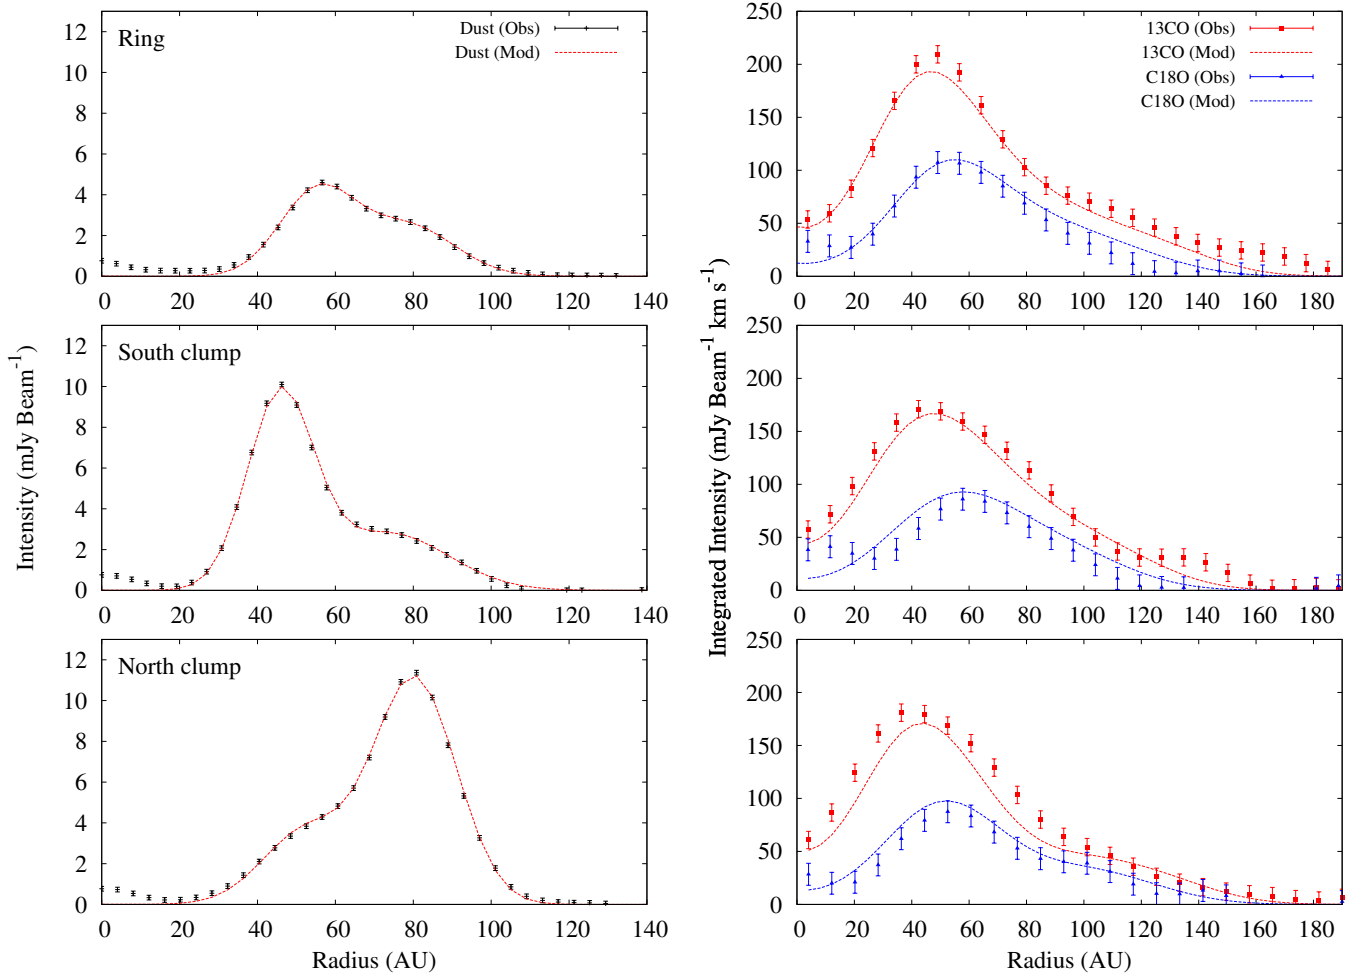 Ring
Dust (Obs)
Dust (Mod)
12
10
8
6
4
2
0
0 20 40 60 80 100 120 140
South clump
12
10
8
6
4
2
0
0 20 40 60 80 100 120 140
North clump
12
10
8
6
4
2
0
0 20 40 60 80 100 120 140
Radius (AU)
Intensity (mJy Beam⁻¹)
13CO (Obs)
13CO (Mod)
C18O (Obs)
C18O (Mod)
250
200
150
100
50
0
0 20 40 60 80 100 120 140 160 180
250
200
150
100
50
0
0 20 40 60 80 100 120 140 160 180
250
200
150
100
50
0
0 20 40 60 80 100 120 140 160 180
Radius (AU)
Integrated Intensity (mJy Beam⁻¹ km s⁻¹)